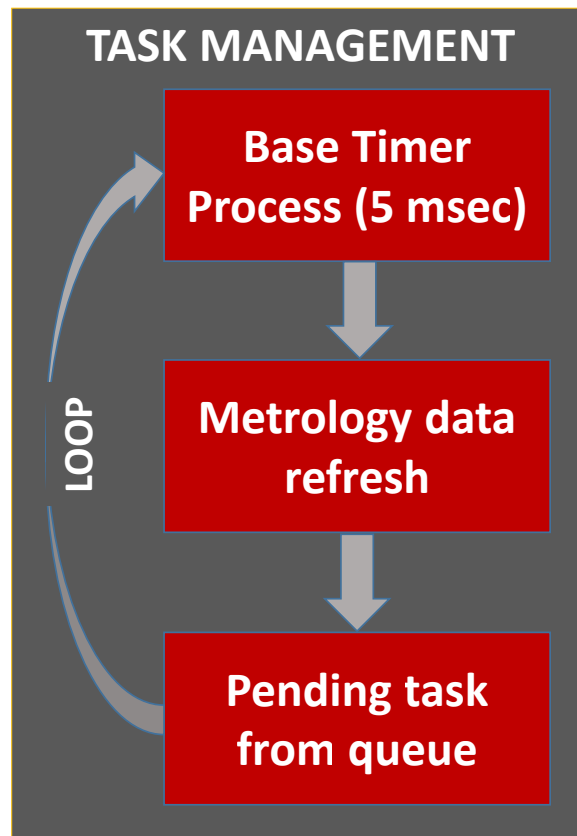 TASK MANAGEMENT
Base Timer
Process (5 msec)
LOOP
Metrology data
refresh
Pending task
from queue